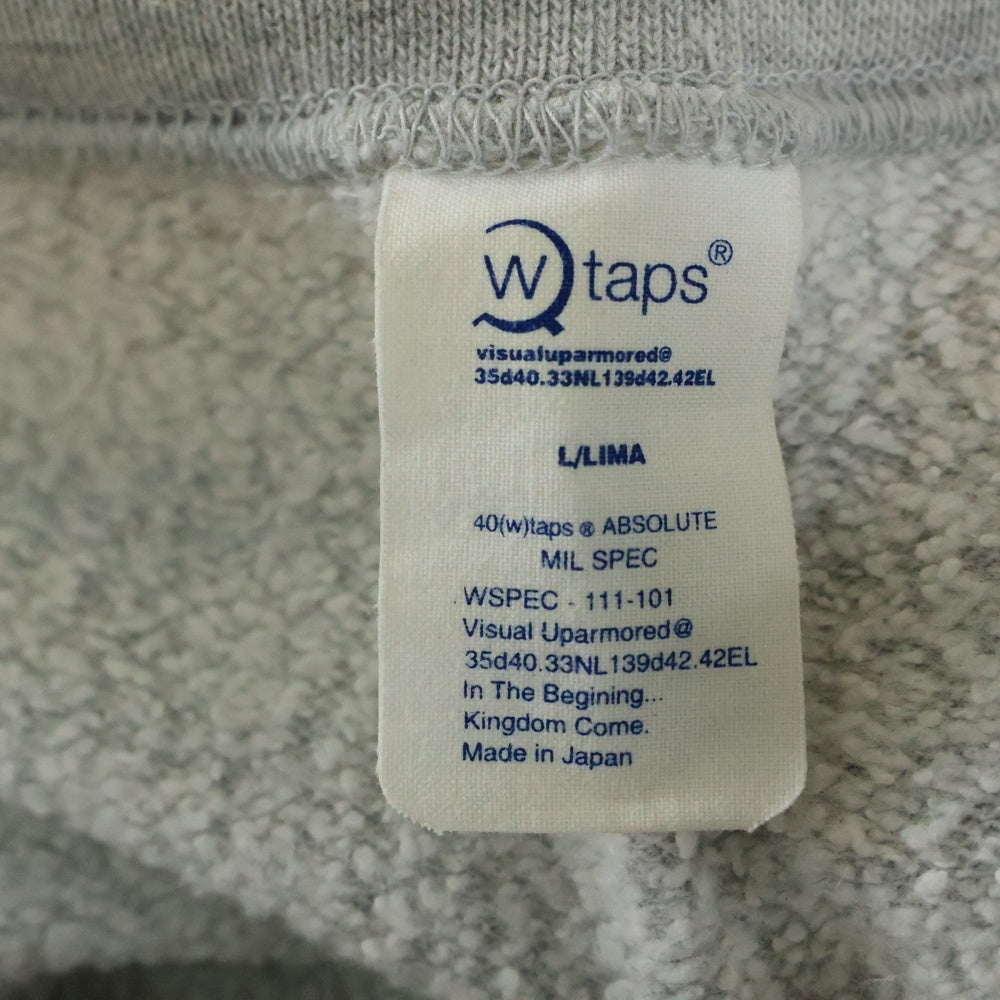 Wtaps®
visualuparmored@
35d40.33NL139d42.42EL
L/LIMA
40(w)taps ® ABSOLUTE
MIL SPEC
WSPEC - 111-101
Visual Uparmored@
35d40.33NL139d42.42EL
In The Begining...
Kingdom Come.
Made in Japan